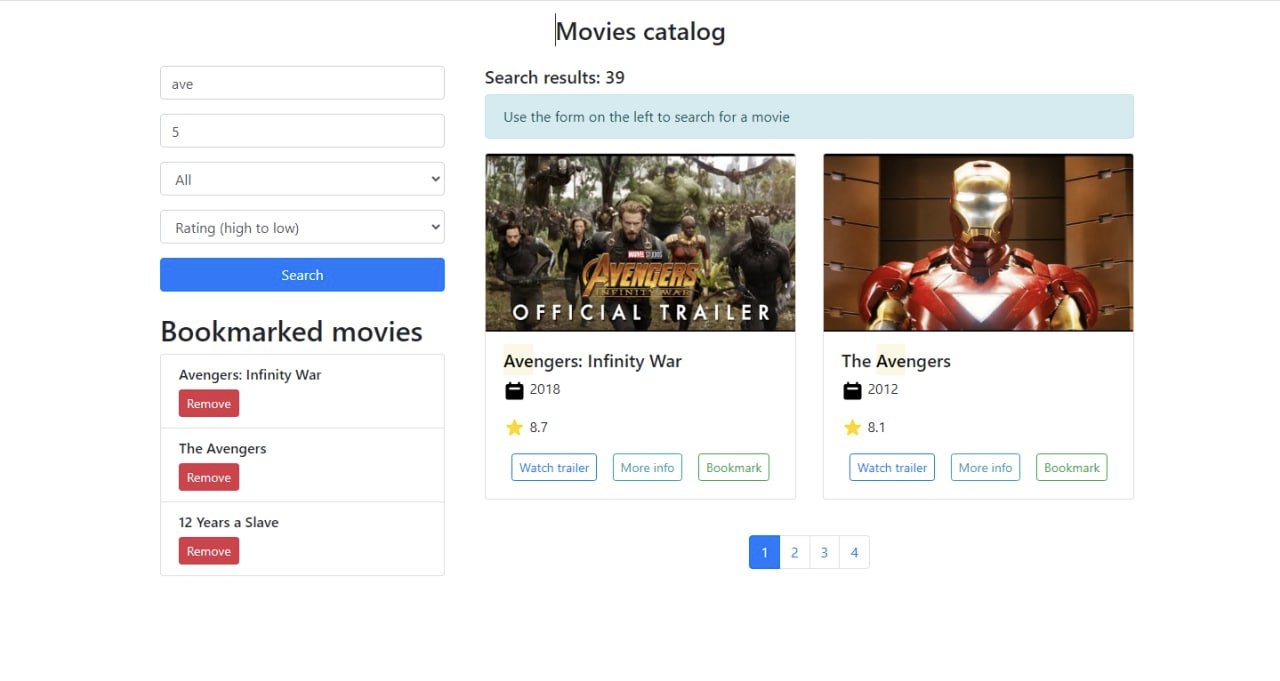 Movies catalog
ave
5
All
Rating (high to low)
Search
Bookmarked movies
Avengers: Infinity War
Remove
The Avengers
Remove
12 Years a Slave
Remove
Search results: 39
Use the form on the left to search for a movie
MARVEL STUDIOS
AVENGERS
INFINITY WAR
OFFICIAL TRAILER
Avengers: Infinity War
2018
8.7
Watch trailer More info Bookmark
The Avengers
2012
8.1
Watch trailer More info Bookmark
1 2 3 4